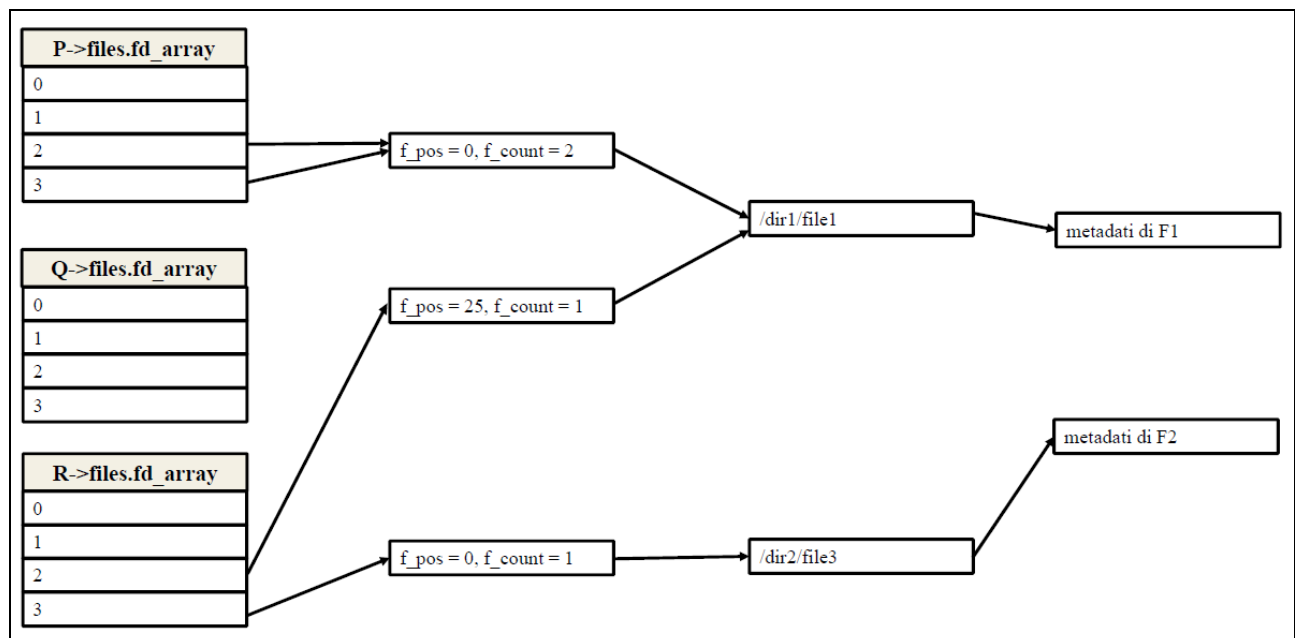 P->files.fd_array
0
1
2
3
f_pos = 0, f_count = 2
/dir1/file1
metadati di F1
Q->files.fd_array
0
1
2
3
f_pos = 25, f_count = 1
R->files.fd_array
0
1
2
3
f_pos = 0, f_count = 1
/dir2/file3
metadati di F2